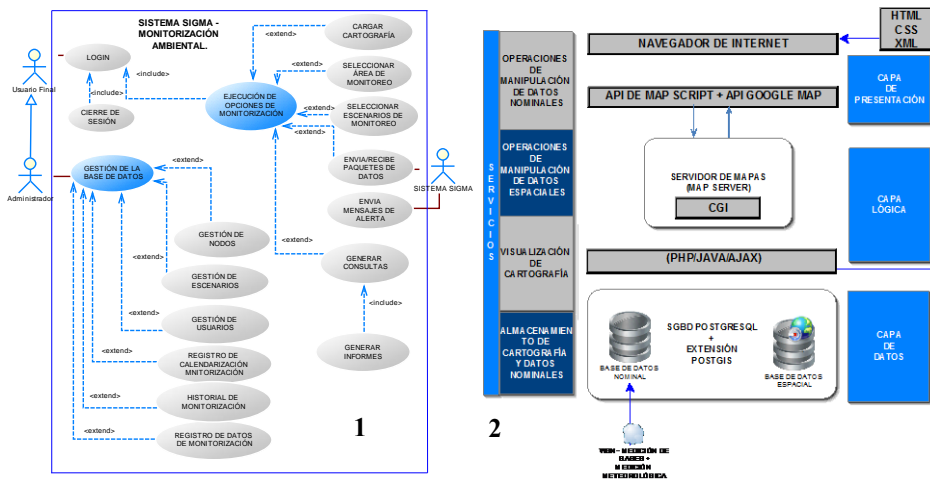 SISTEMA SIGMA -
MONITORIZACIÓN
AMBIENTAL.
Usuario Final
Administrador
LOGIN
CIERRE DE
SESIÓN
<include>
<include>
EJECUCIÓN DE
OPCIONES DE
MONITORIZACIÓN
<extend>
CARGAR
CARTOGRAFÍA
<extend>
SELECCIONAR
ÁREA DE
MONITOREO
<extend>
SELECCIONAR
ESCENARIOS DE
MONITOREO
<extend>
ENVIA/RECIBE
PAQUETES DE
DATOS
ENVIA
MENSAJES DE
ALERTA
SISTEMA SIGMA
<extend>
GENERAR
CONSULTAS
<include>
GENERAR
INFORMES
GESTIÓN DE LA
BASE DE DATOS
<extend>
GESTIÓN DE
NODOS
<extend>
GESTIÓN DE
ESCENARIOS
<extend>
GESTIÓN DE
USUARIOS
<extend>
REGISTRO DE
CALENDARIZACIÓN
MNITORIZACIÓN
<extend>
HISTORIAL DE
MONITORIZACIÓN
<extend>
REGISTRO DE DATOS
DE MONITORIZACIÓN
1
2
SERVICIOS
OPERACIONES
DE
MANIPULACIÓN
DE DATOS
NOMINALES
OPERACIONES
DE
MANIPULACIÓN
DE DATOS
ESPACIALES
VISUALIZACIÓN
DE
CARTOGRAFÍA
ALMACENAMIEN
TO DE
CARTOGRAFÍA
Y DATOS
NOMINALES
NAVEGADOR DE INTERNET
HTML
CSS
XML
API DE MAP SCRIPT + API GOOGLE MAP
SERVIDOR DE MAPAS
(MAP SERVER)
CGI
(PHP/JAVA/AJAX)
SGBD POSTGRESQL
+
EXTENSIÓN
POSTGIS
BASE DE DATOS
NOMINAL
BASE DE DATOS
ESPACIAL
CAPA
DE
PRESENTACIÓN
CAPA
LÓGICA
CAPA
DE
DATOS
WSN - MEDICIÓN DE
GASES +
MEDICIÓN
METEOROLÓGICA